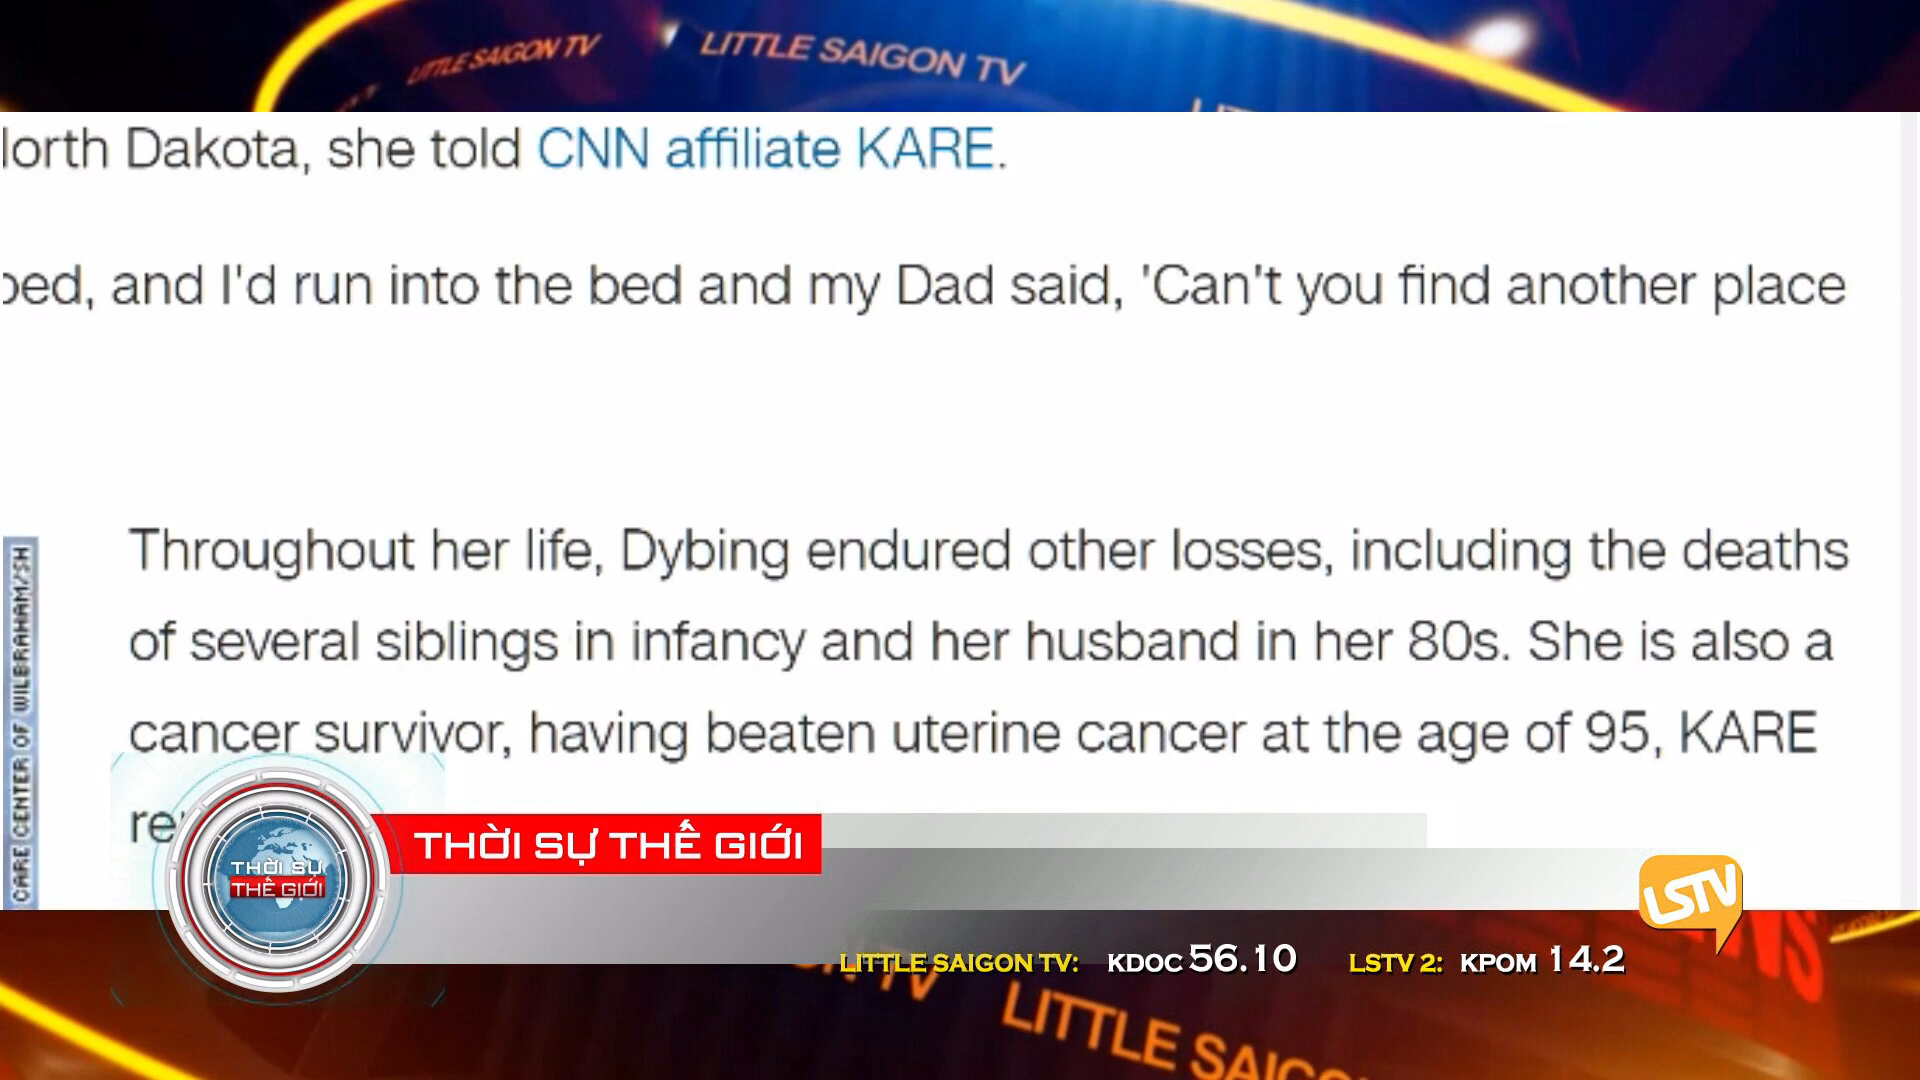 LITTLE SAIGON TV
LITTLE SAIGON TV
North Dakota, she told CNN affiliate KARE.
bed, and I'd run into the bed and my Dad said, 'Can't you find another place
Throughout her life, Dybing endured other losses, including the deaths
of several siblings in infancy and her husband in her 80s. She is also a
cancer survivor, having beaten uterine cancer at the age of 95, KARE
CARE CENTER OF WILBRAHAM/SH
THỜI SỰ THẾ GIỚI
THỜI SỰ
THẾ GIỚI
LSTV
LITTLE SAIGON TV: KDOC 56.10 LSTV 2: KPOM 14.2
LITTLE SAIGO